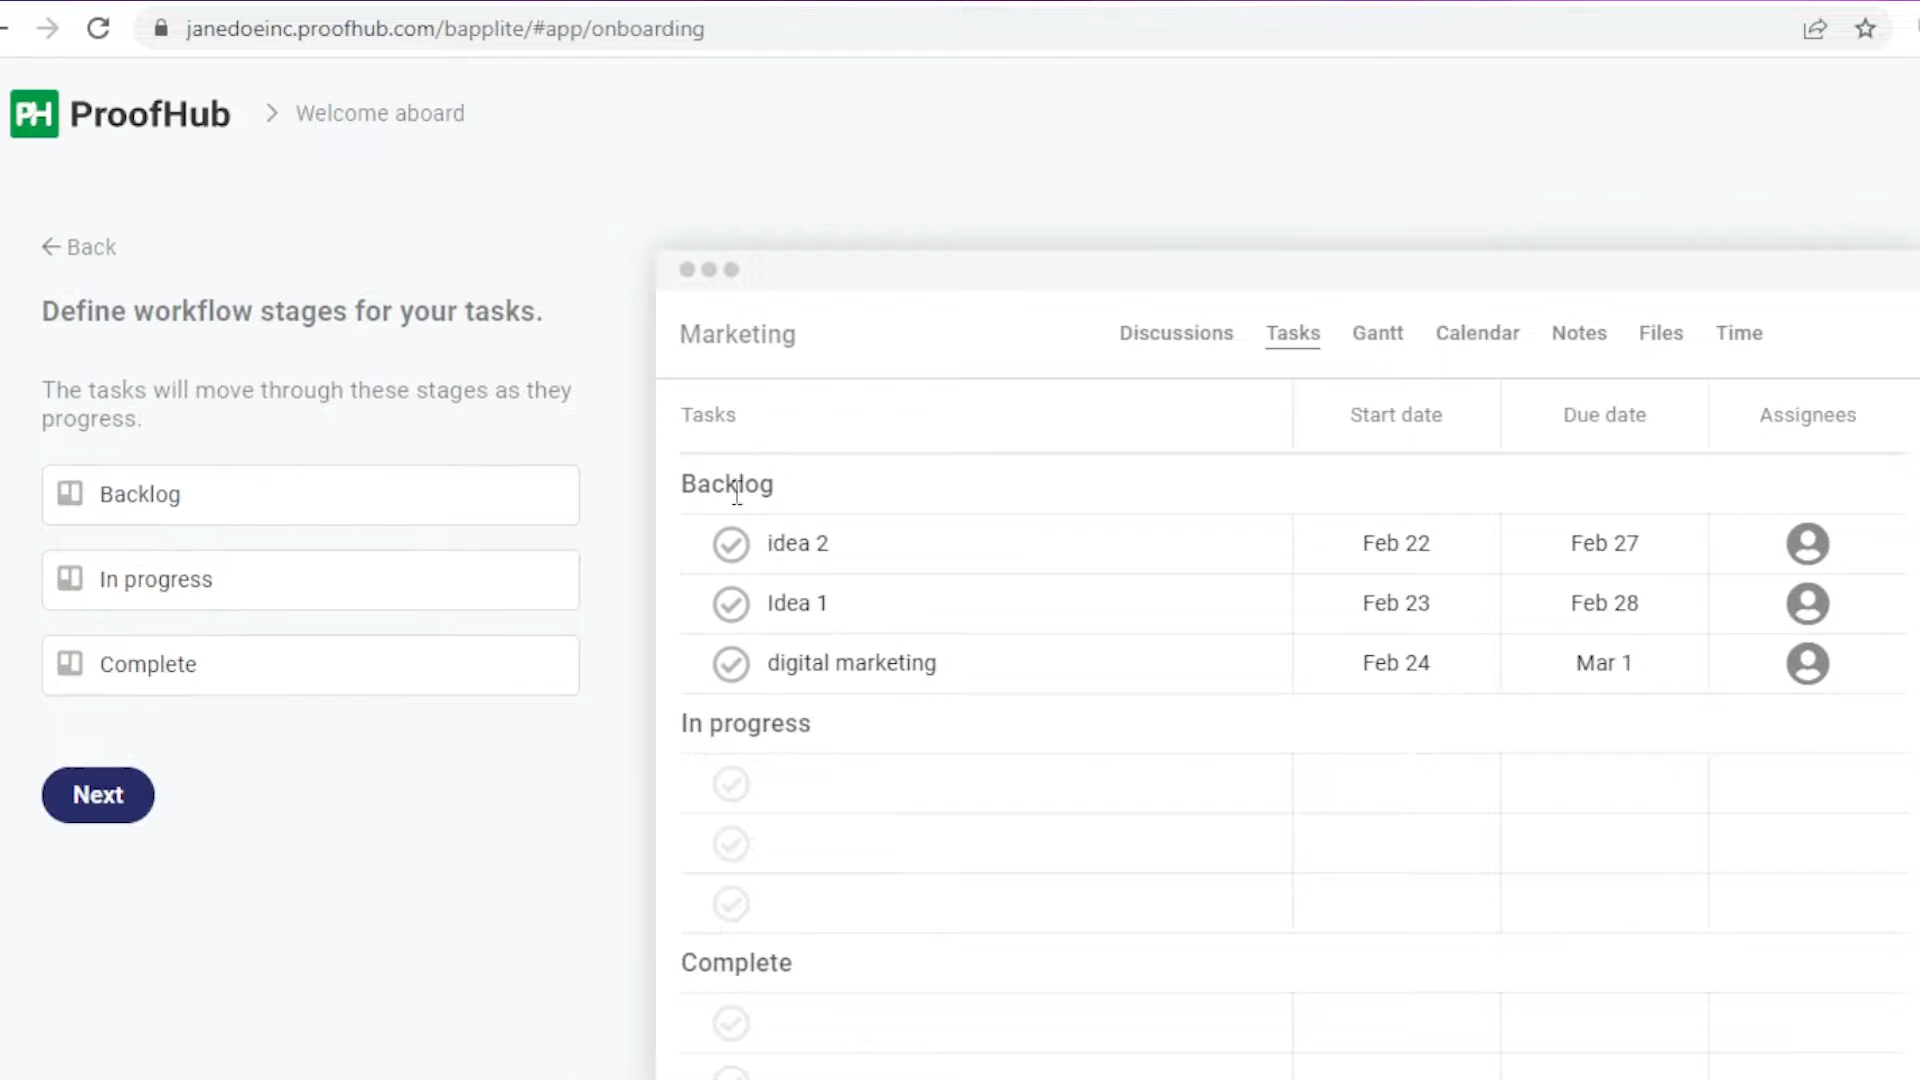 janedoeinc.proofhub.com/bapplite/#app/onboarding
PH ProofHub > Welcome aboard
← Back
Define workflow stages for your tasks.
The tasks will move through these stages as they
progress.
Backlog
In progress
Complete
Next
Marketing Discussions Tasks Gantt Calendar Notes Files Time
Tasks Start date Due date Assignees
Backlog
idea 2 Feb 22 Feb 27
Idea 1 Feb 23 Feb 28
digital marketing Feb 24 Mar 1
In progress
Complete